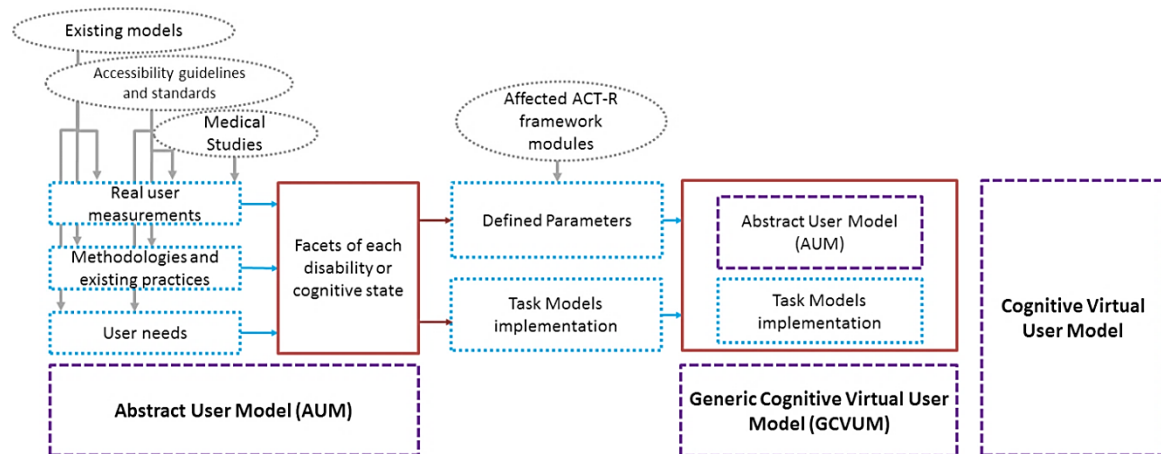 Existing models
Accessibility guidelines
and standards
Medical
Studies
Real user
measurements
Methodologies and
existing practices
User needs
Facets of each
disability or
cognitive state
Affected ACT-R
framework
modules
Defined Parameters
Task Models
implementation
Abstract User Model
(AUM)
Task Models
implementation
Cognitive Virtual
User Model
Abstract User Model (AUM)
Generic Cognitive Virtual User
Model (GCVUM)